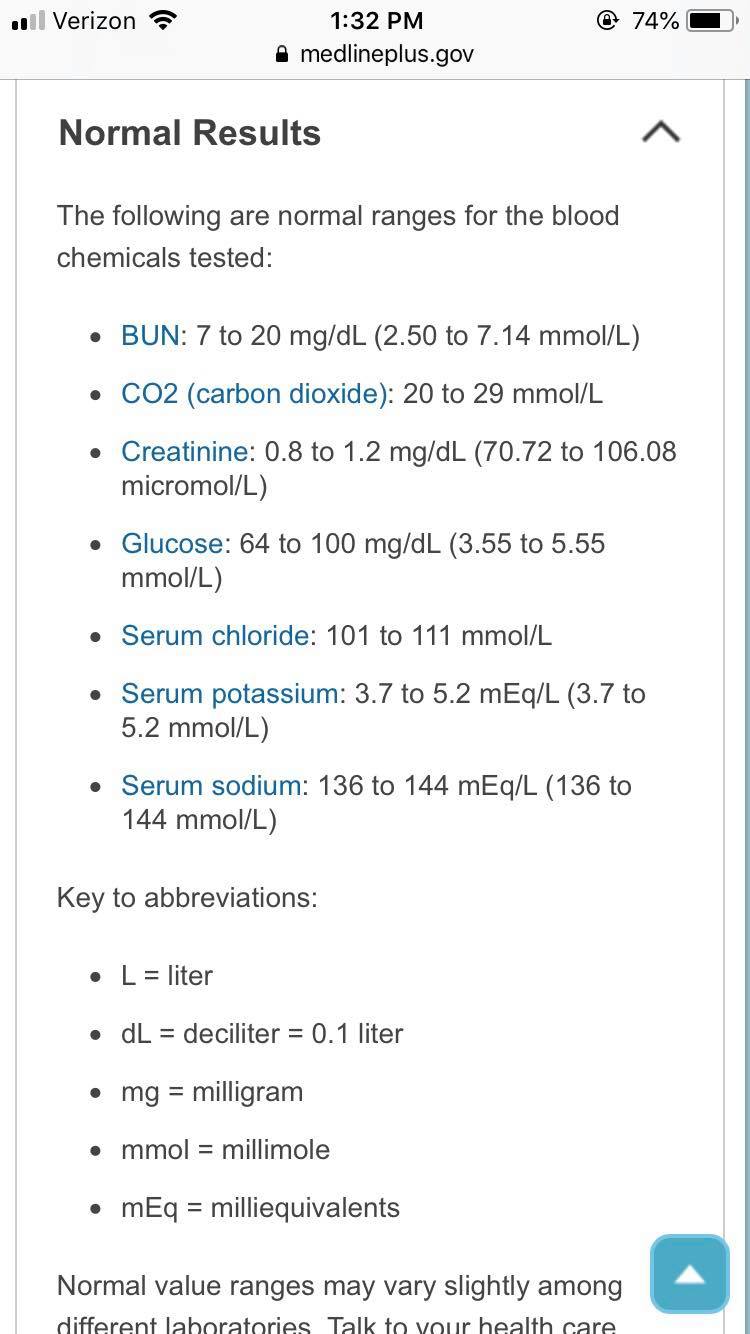 Verizon 1:32 PM 74%
medlineplus.gov
Normal Results
The following are normal ranges for the blood
chemicals tested:
• BUN: 7 to 20 mg/dL (2.50 to 7.14 mmol/L)
• CO2 (carbon dioxide): 20 to 29 mmol/L
• Creatinine: 0.8 to 1.2 mg/dL (70.72 to 106.08
micromol/L)
• Glucose: 64 to 100 mg/dL (3.55 to 5.55
mmol/L)
• Serum chloride: 101 to 111 mmol/L
• Serum potassium: 3.7 to 5.2 mEq/L (3.7 to
5.2 mmol/L)
• Serum sodium: 136 to 144 mEq/L (136 to
144 mmol/L)
Key to abbreviations:
• L = liter
• dL = deciliter = 0.1 liter
• mg = milligram
• mmol = millimole
• mEq = milliequivalents
Normal value ranges may vary slightly among
different laboratories. Talk to your health care